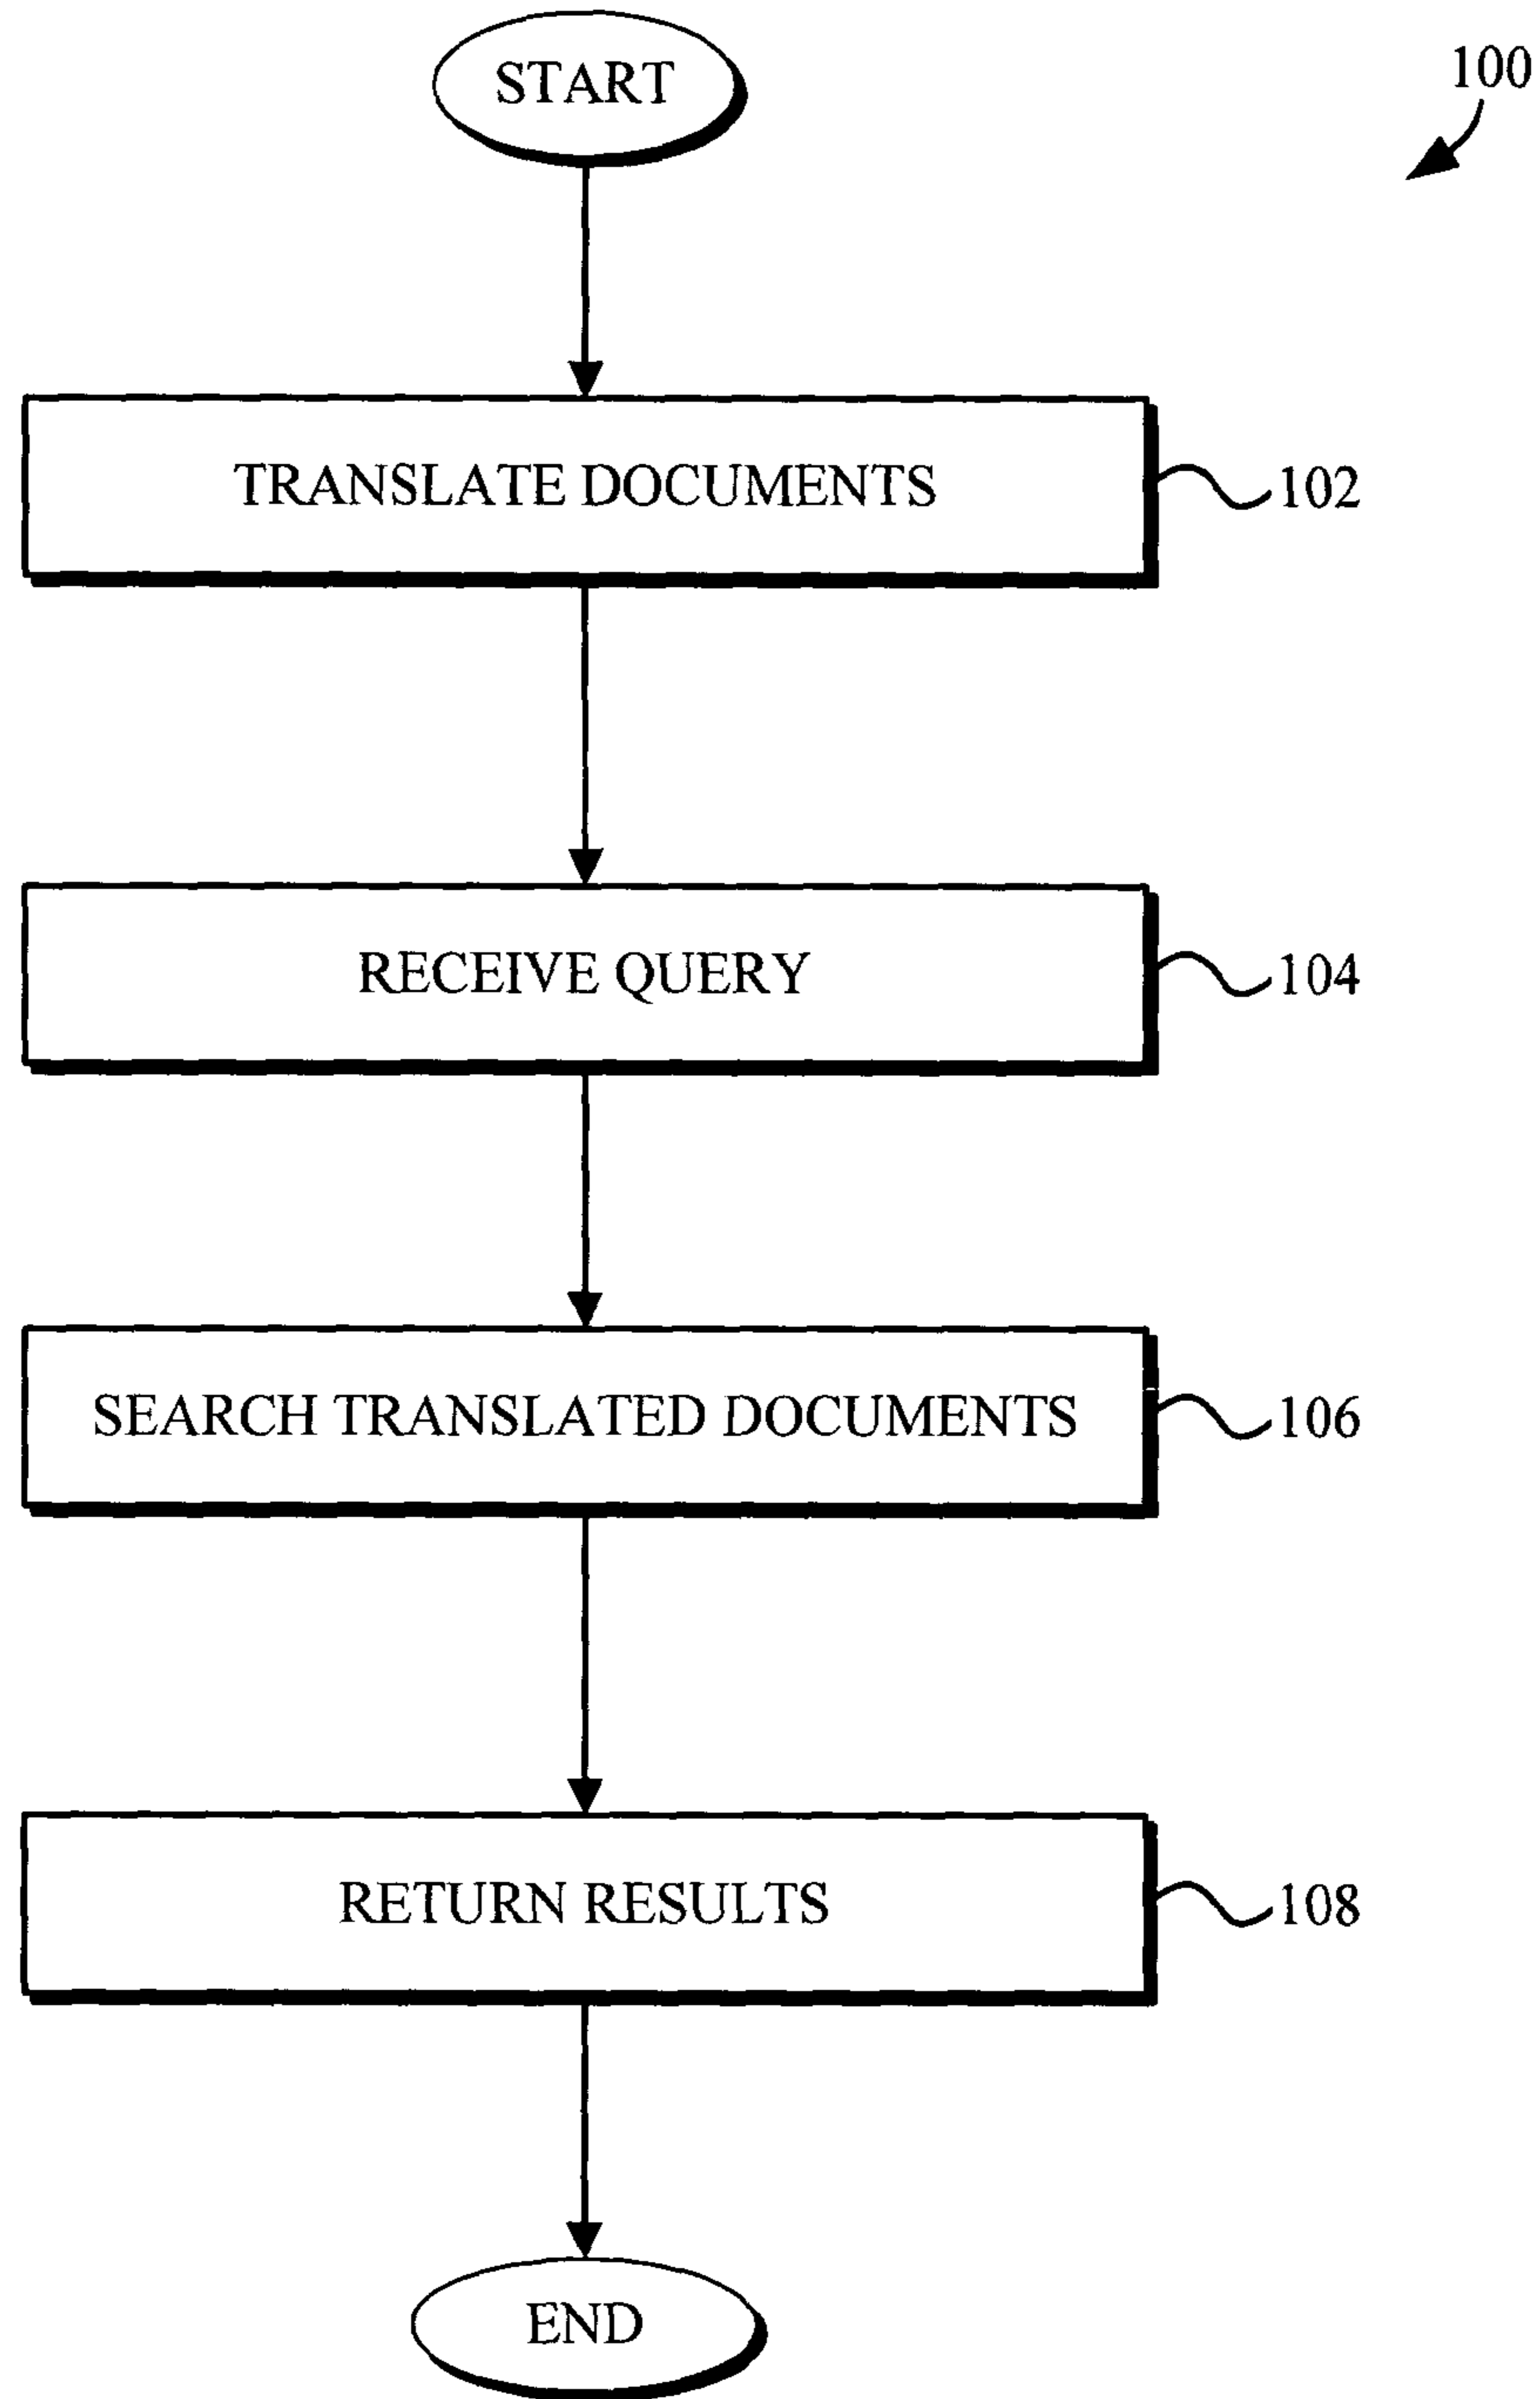 START
100
TRANSLATE DOCUMENTS
102
RECEIVE QUERY
104
SEARCH TRANSLATED DOCUMENTS
106
RETURN RESULTS
108
END